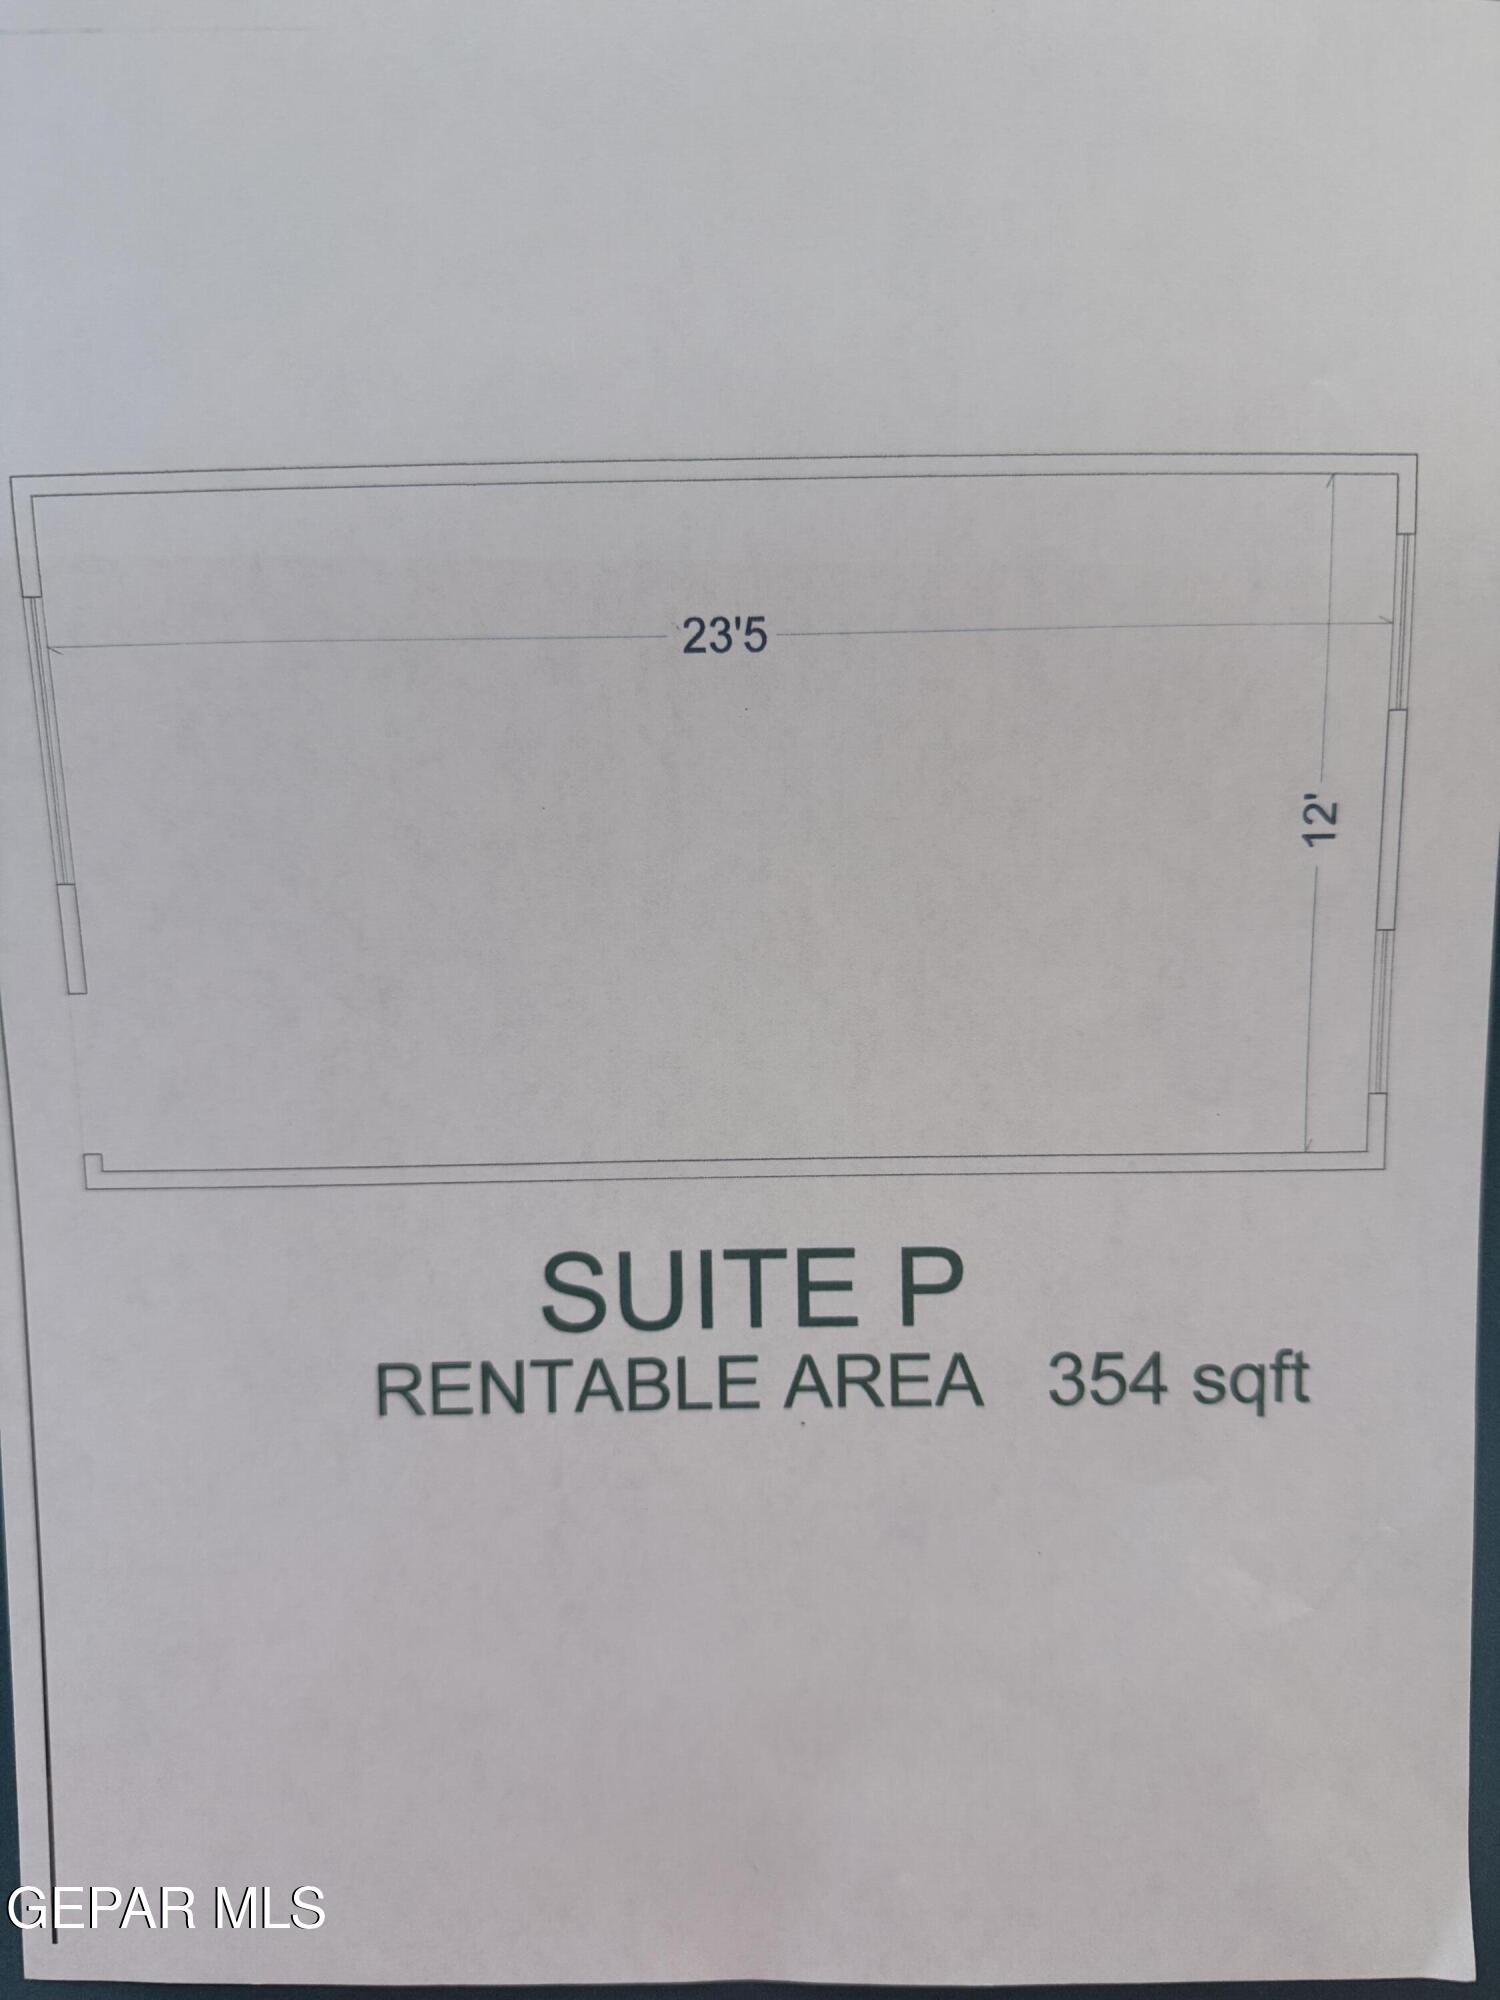 23'5
12'
SUITE P
RENTABLE AREA 354 sqft
GEPAR MLS